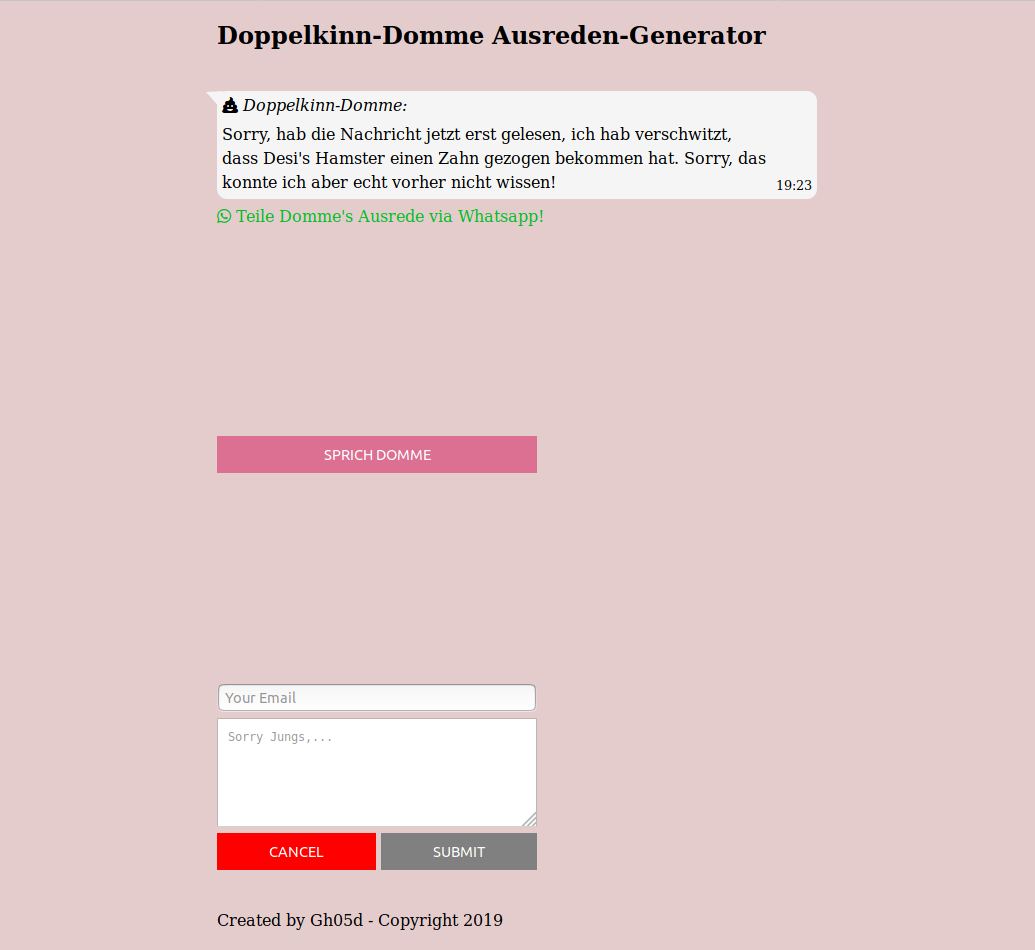 Doppelkinn-Domme Ausreden-Generator
Doppelkinn-Domme:
Sorry, hab die Nachricht jetzt erst gelesen, ich hab verschwitzt,
dass Desi's Hamster einen Zahn gezogen bekommen hat. Sorry, das
konnte ich aber echt vorher nicht wissen!
19:23
Teile Domme's Ausrede via Whatsapp!
SPRICH DOMME
Your Email
Sorry Jungs,...
CANCEL SUBMIT
Created by Gh05d - Copyright 2019